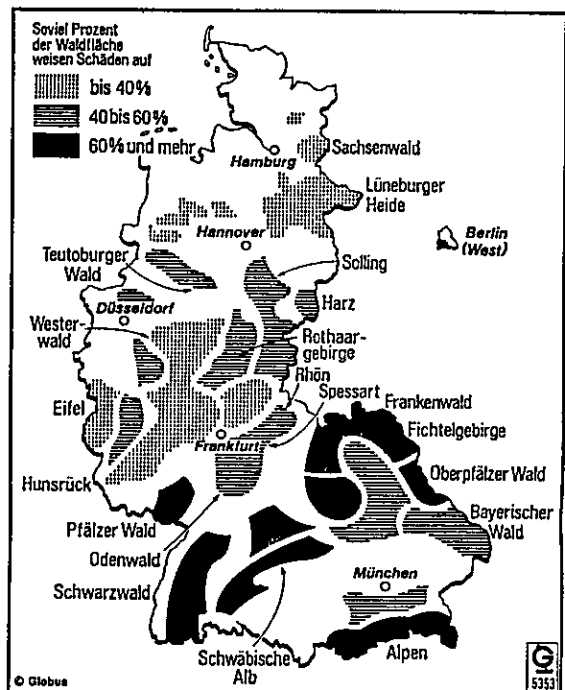 Soviel Prozent
der Waldfläche
weisen Schäden auf
bis 40%
40 bis 60%
60% und mehr
Hamburg
Sachsenwald
Lüneburger
Heide
Hannover
Berlin
(West)
Teutoburger
Wald
Solling
Düsseldorf
Harz
Wester-
wald
Rothaar-
gebirge
Rhön
Spessart
Eifel
Frankfurt
Frankenwald
Fichtelgebirge
Hunsrück
Oberpfälzer Wald
Pfälzer Wald
Bayerischer
Wald
Odenwald
Schwarzwald
München
Schwäbische
Alb
Alpen
© Globus
G
5353